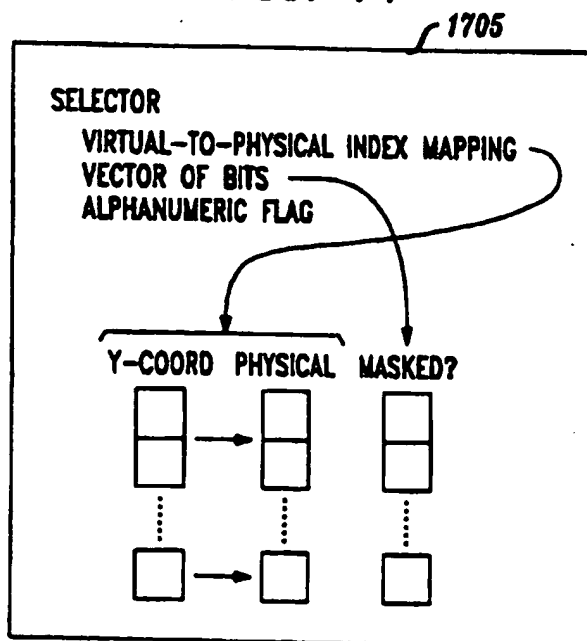 1705
SELECTOR
VIRTUAL-TO-PHYSICAL INDEX MAPPING
VECTOR OF BITS
ALPHANUMERIC FLAG
Y-COORD PHYSICAL MASKED?